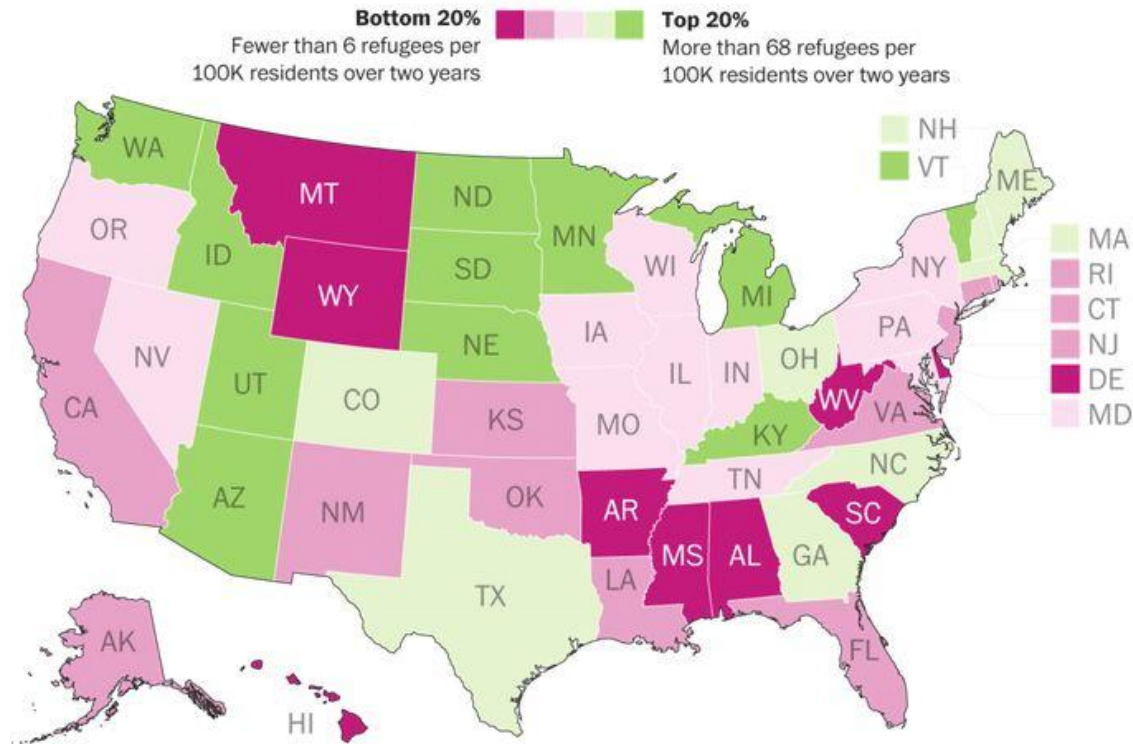 Bottom 20%
Fewer than 6 refugees per
100K residents over two years
Top 20%
More than 68 refugees per
100K residents over two years
NH
VT
WA
MT
ND
MN
ME
OR
ID
SD
WI
NY
MA
WY
MI
RI
IA
PA
CT
NV
NE
OH
NJ
UT
CO
IL
IN
DE
CA
KS
MO
WV
VA
MD
KY
AZ
NM
OK
TN
NC
AR
SC
MS
AL
GA
TX
LA
AK
FL
HI